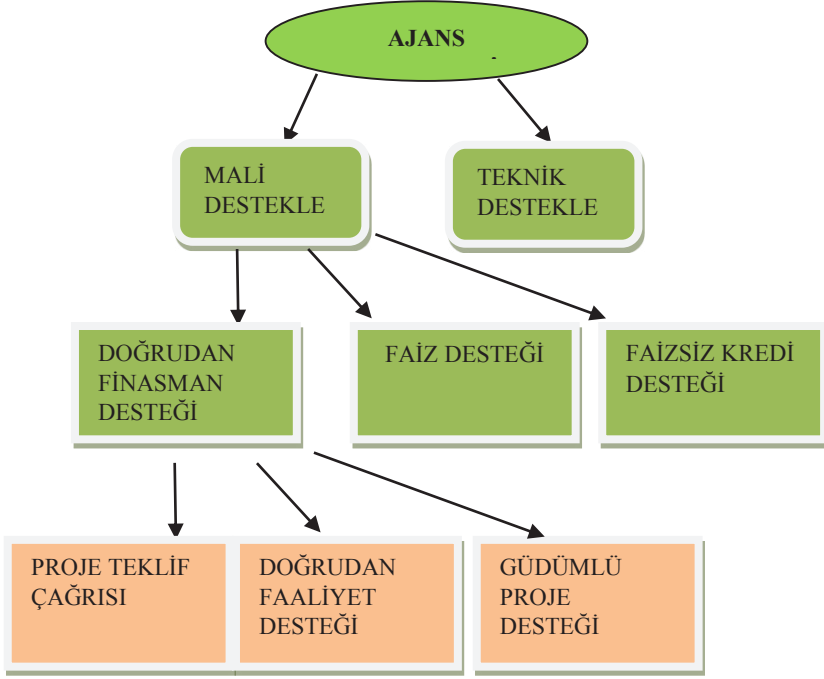 AJANS
-
MALİ
DESTEKLE
TEKNİK
DESTEKLE
DOĞRUDAN
FİNASMAN
DESTEĞİ
FAİZ DESTEĞİ
FAİZSİZ KREDİ
DESTEĞİ
PROJE TEKLİF
ÇAĞRISI
DOĞRUDAN
FAALİYET
DESTEĞİ
GÜDÜMLÜ
PROJE
DESTEĞİ